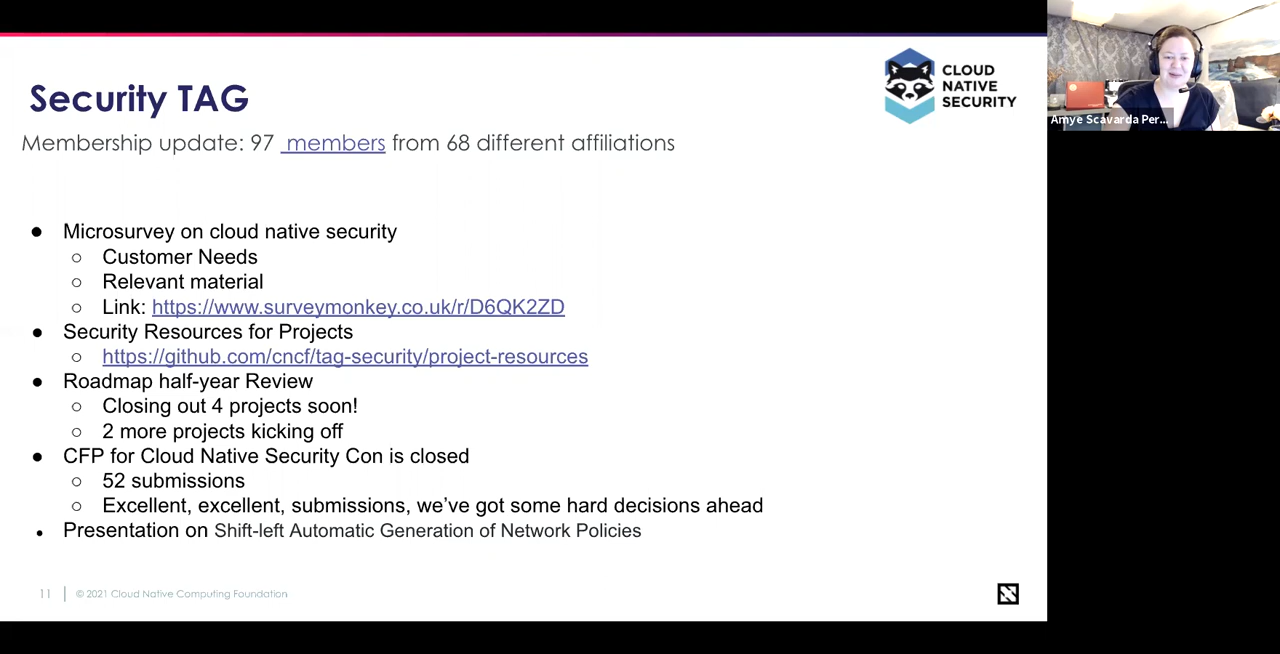 Security TAG
CLOUD
NATIVE
SECURITY
Amye Scavarda Per...
Membership update: 97 members from 68 different affiliations
● Microsurvey on cloud native security
○ Customer Needs
○ Relevant material
○ Link: https://www.surveymonkey.co.uk/r/D6QK2ZD
● Security Resources for Projects
○ https://github.com/cncf/tag-security/project-resources
● Roadmap half-year Review
○ Closing out 4 projects soon!
○ 2 more projects kicking off
● CFP for Cloud Native Security Con is closed
○ 52 submissions
○ Excellent, excellent, submissions, we've got some hard decisions ahead
• Presentation on Shift-left Automatic Generation of Network Policies
11 | © 2021 Cloud Native Computing Foundation